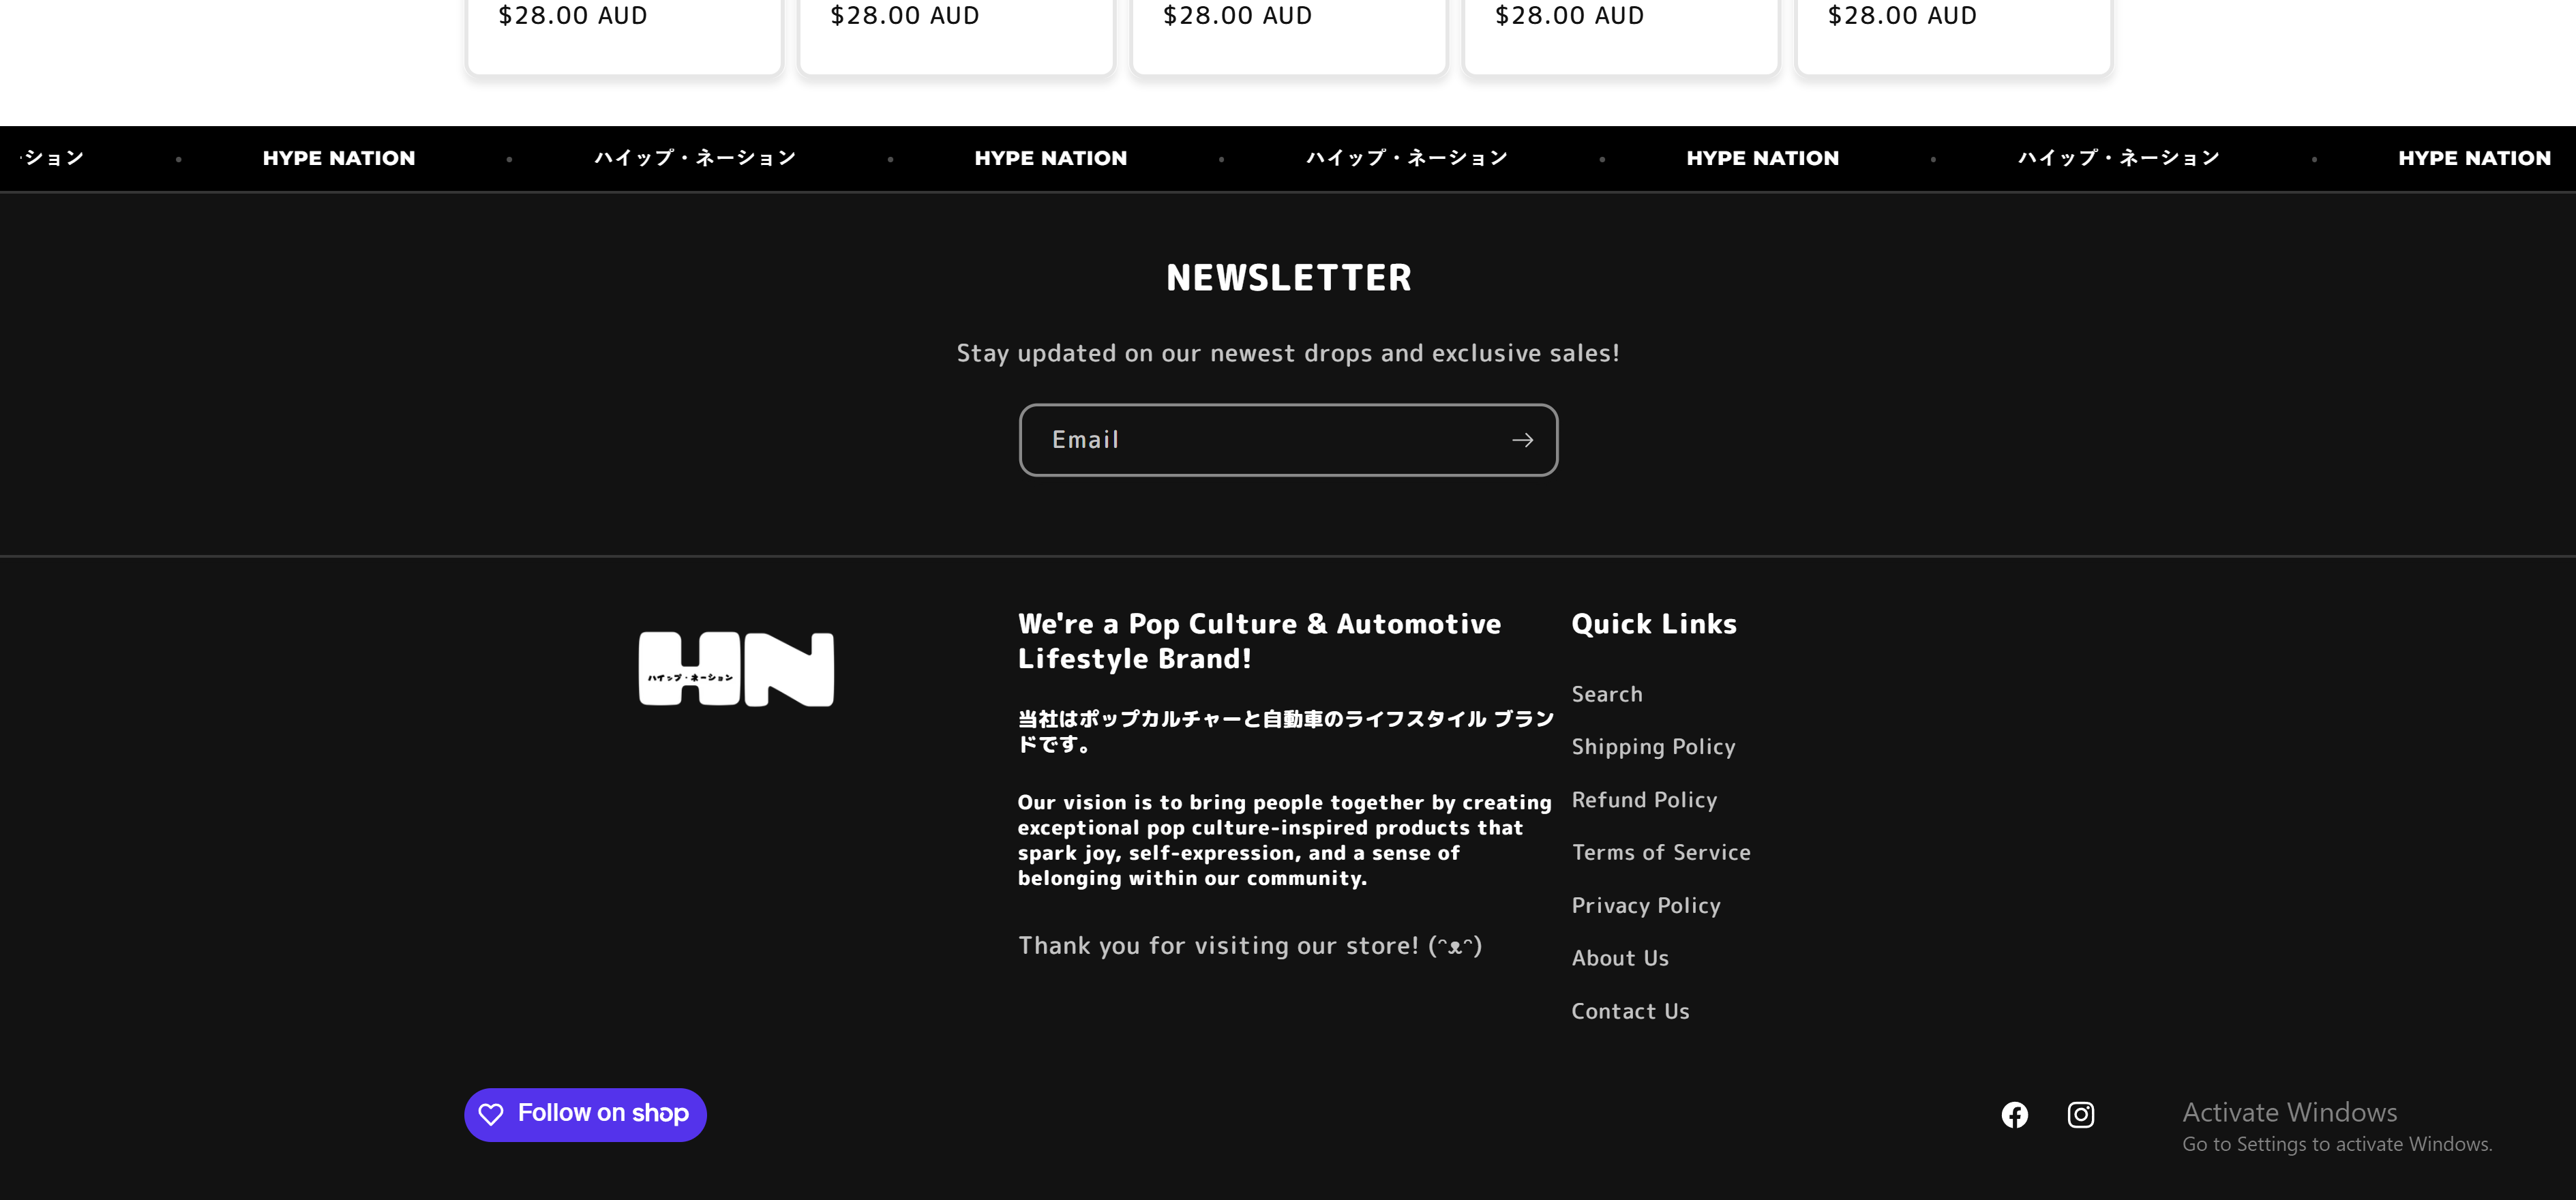 $28.00 AUD $28.00 AUD $28.00 AUD $28.00 AUD $28.00 AUD
ション • HYPE NATION • ハイップ・ネーション • HYPE NATION • ハイップ・ネーション • HYPE NATION • ハイップ・ネーション • HYPE NATION
NEWSLETTER
Stay updated on our newest drops and exclusive sales!
Email
ハイップ・ネーション
HN
We're a Pop Culture & Automotive
Lifestyle Brand!
当社はポップカルチャーと自動車のライフスタイル ブラン
ドです。
Our vision is to bring people together by creating
exceptional pop culture-inspired products that
spark joy, self-expression, and a sense of
belonging within our community.
Thank you for visiting our store! (ᵔᴥᵔ)
Quick Links
Search
Shipping Policy
Refund Policy
Terms of Service
Privacy Policy
About Us
Contact Us
Follow on shop
Activate Windows
Go to Settings to activate Windows.